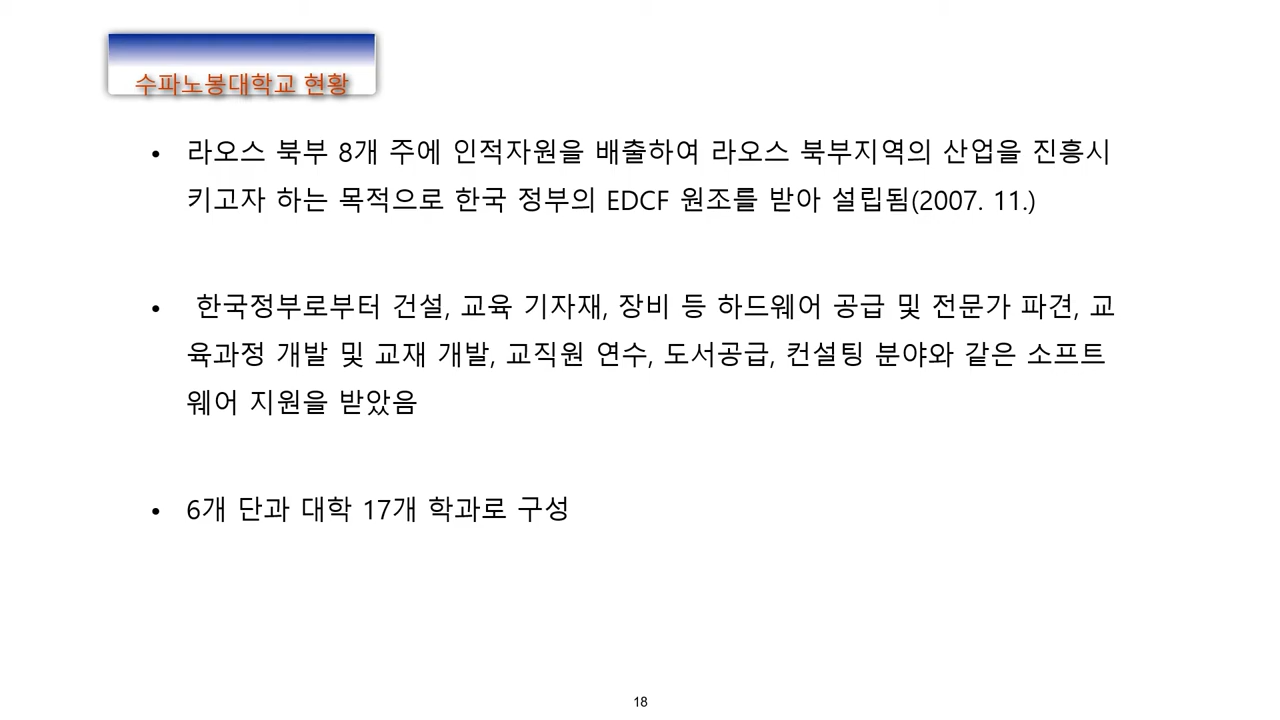 수파노봉대학교 현황
• 라오스 북부 8개 주에 인적자원을 배출하여 라오스 북부지역의 산업을 진흥시
키고자 하는 목적으로 한국 정부의 EDCF 원조를 받아 설립됨(2007. 11.)
• 한국정부로부터 건설, 교육 기자재, 장비 등 하드웨어 공급 및 전문가 파견, 교
육과정 개발 및 교재 개발, 교직원 연수, 도서공급, 컨설팅 분야와 같은 소프트
웨어 지원을 받았음
• 6개 단과 대학 17개 학과로 구성
18